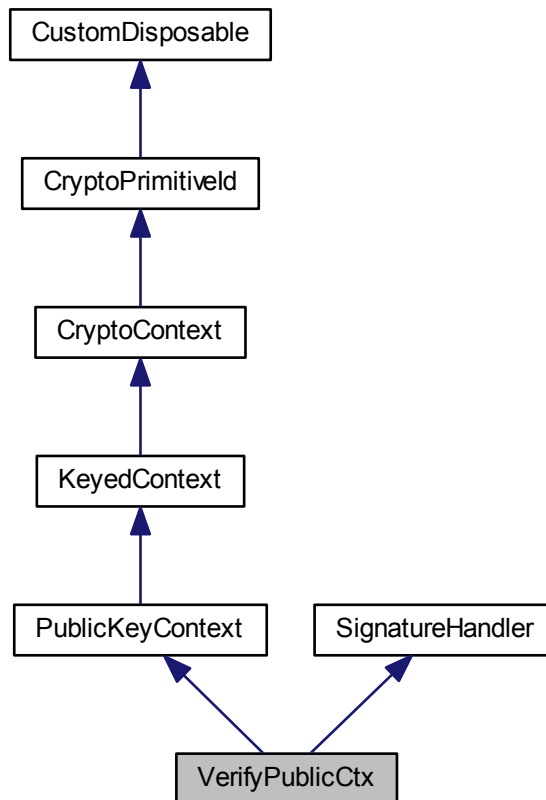 CustomDisposable
CryptoPrimitiveId
CryptoContext
KeyedContext
PublicKeyContext
SignatureHandler
VerifyPublicCtx